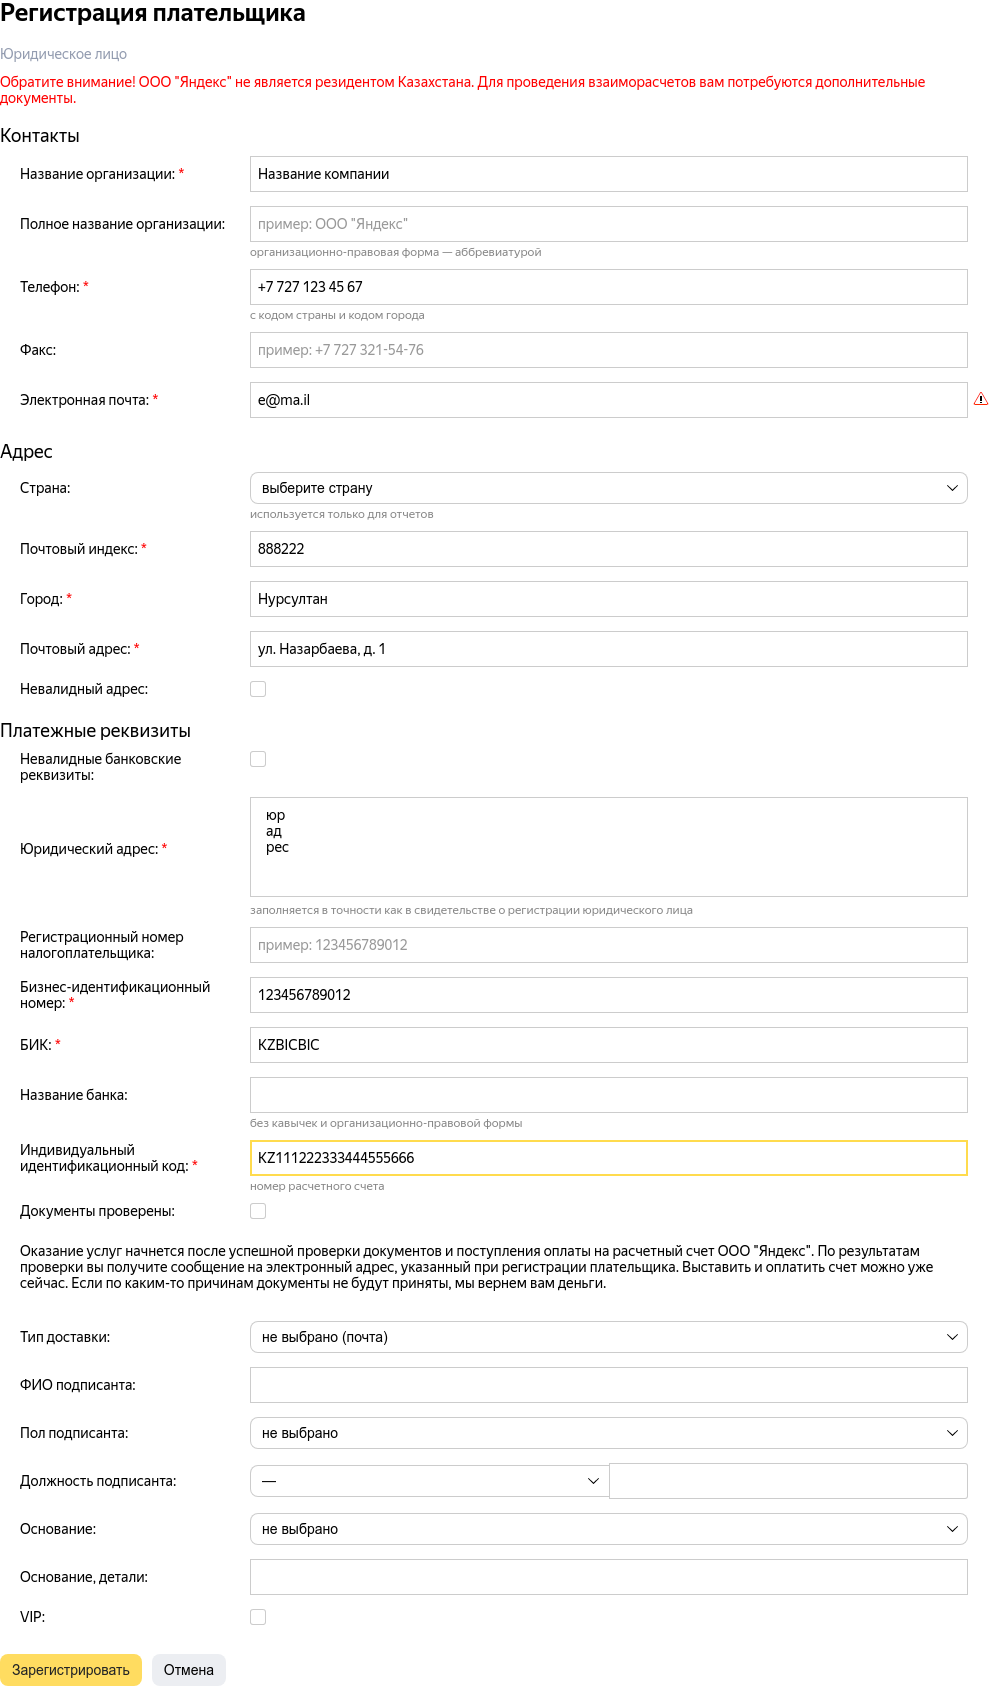 Регистрация плательщика
Юридическое лицо
Обратите внимание! ООО "Яндекс" не является резидентом Казахстана. Для проведения взаиморасчетов вам потребуются дополнительные
документы.
Контакты
Название организации: *
Название компании
Полное название организации:
пример: ООО "Яндекс"
организационно-правовая форма — аббревиатурой
Телефон: *
+7 727 123 45 67
с кодом страны и кодом города
Факс:
пример: +7 727 321-54-76
Электронная почта: *
e@ma.il
Адрес
Страна:
выберите страну
используется только для отчетов
Почтовый индекс: *
888222
Город: *
Нурсултан
Почтовый адрес: *
ул. Назарбаева, д. 1
Невалидный адрес:
Платежные реквизиты
Невалидные банковские
реквизиты:
Юридический адрес: *
юр
ад
рес
заполняется в точности как в свидетельстве о регистрации юридического лица
Регистрационный номер
налогоплательщика:
пример: 123456789012
Бизнес-идентификационный
номер: *
123456789012
БИК: *
KZBICBIC
Название банка:
без кавычек и организационно-правовой формы
Индивидуальный
идентификационный код: *
KZ111222333444555666
номер расчетного счета
Документы проверены:
Оказание услуг начнется после успешной проверки документов и поступления оплаты на расчетный счет ООО "Яндекс". По результатам
проверки вы получите сообщение на электронный адрес, указанный при регистрации плательщика. Выставить и оплатить счет можно уже
сейчас. Если по каким-то причинам документы не будут приняты, мы вернем вам деньги.
Тип доставки:
не выбрано (почта)
ФИО подписанта:
Пол подписанта:
не выбрано
Должность подписанта:
—
Основание:
не выбрано
Основание, детали:
VIP:
Зарегистрировать
Отмена